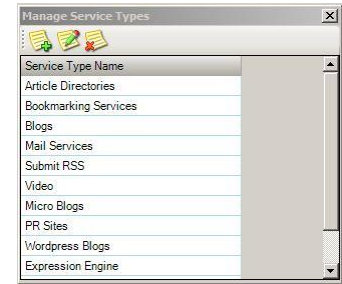 Manage Service Types
Service Type Name
Article Directories
Bookmarking Services
Blogs
Mail Services
Submit RSS
Video
Micro Blogs
PR Sites
Wordpress Blogs
Expression Engine